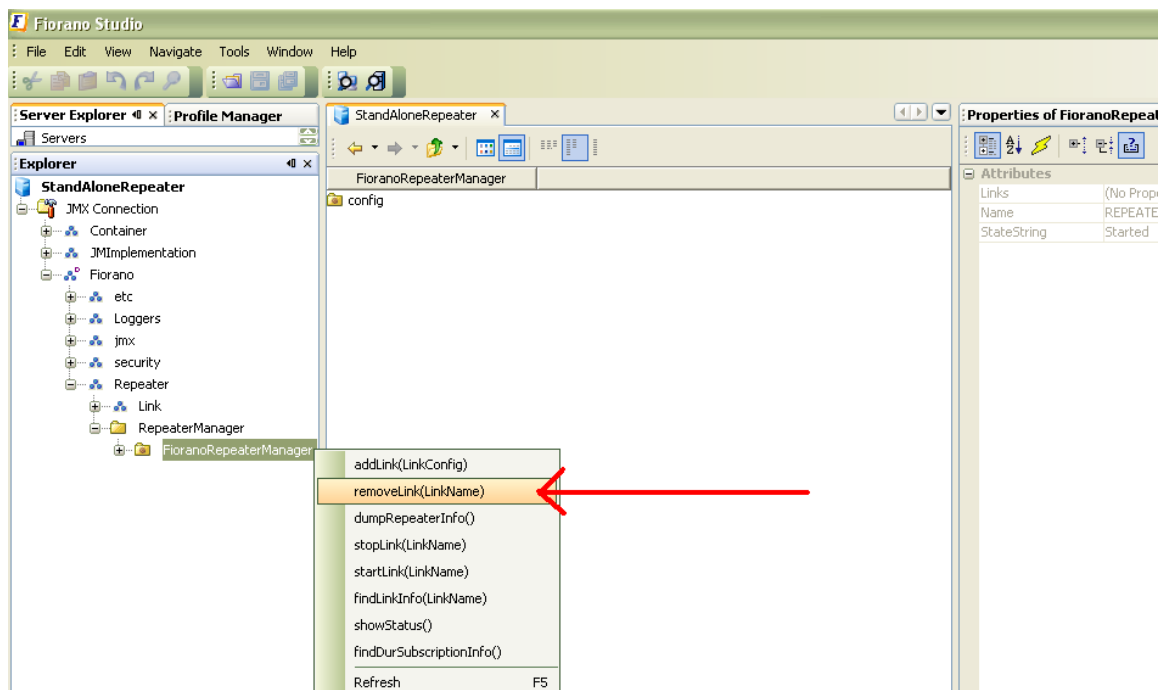 Fiorano Studio
File Edit View Navigate Tools Window Help
Server Explorer Profile Manager
Servers
Explorer
StandAloneRepeater
JMX Connection
Container
JMImplementation
Fiorano
etc
Loggers
jmx
security
Repeater
Link
RepeaterManager
FioranoRepeaterManager
StandAloneRepeater
FioranoRepeaterManager
config
addLink(LinkConfig)
removeLink(LinkName)
dumpRepeaterInfo()
stopLink(LinkName)
startLink(LinkName)
findLinkInfo(LinkName)
showStatus()
findDurSubscriptionInfo()
Refresh F5
Properties of FioranoRepeat
Attributes
Links (No Prope
Name REPEATE
StateString Started